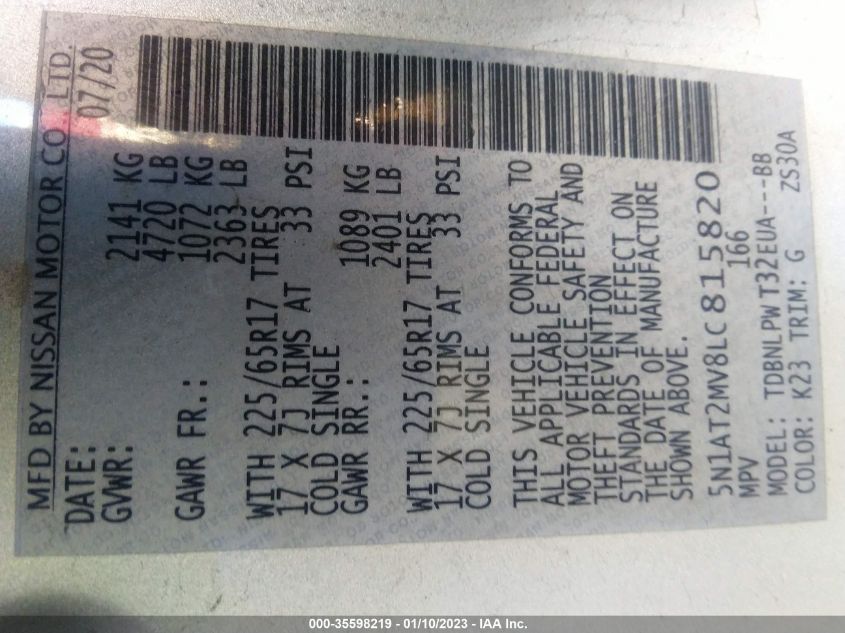 MFD BY NISSAN MOTOR CO., LTD.
DATE: 07/20
GVWR: 2141 KG
4720 LB
GAWR FR.: 1072 KG
2363 LB
WITH 225/65R17 TIRES
17 X 7J RIMS AT 33 PSI
COLD SINGLE
GAWR RR.: 1089 KG
2401 LB
WITH 225/65R17 TIRES
17 X 7J RIMS AT 33 PSI
COLD SINGLE
THIS VEHICLE CONFORMS TO
ALL APPLICABLE FEDERAL
MOTOR VEHICLE SAFETY AND
THEFT PREVENTION
STANDARDS IN EFFECT ON
THE DATE OF MANUFACTURE
SHOWN ABOVE.
5N1AT2MV8LC815820
MPV 166
MODEL: TDBNLPWT32EUA---BB
COLOR: K23 TRIM: G ZS30A
000-35598219 - 01/10/2023 - IAA Inc.